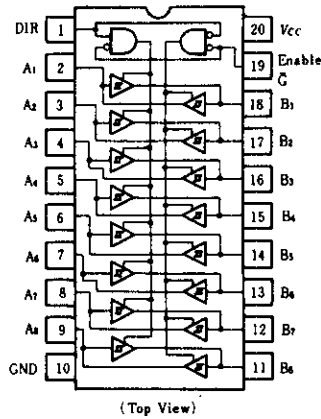 DIR 1 20 Vcc
19 Enable G̅
A1 2
18 B1
A2 3
17 B2
A3 4
16 B3
A4 5
15 B4
A5 6
14 B5
A6 7
13 B6
A7 8
12 B7
A8 9
11 B8
GND 10
(Top View)